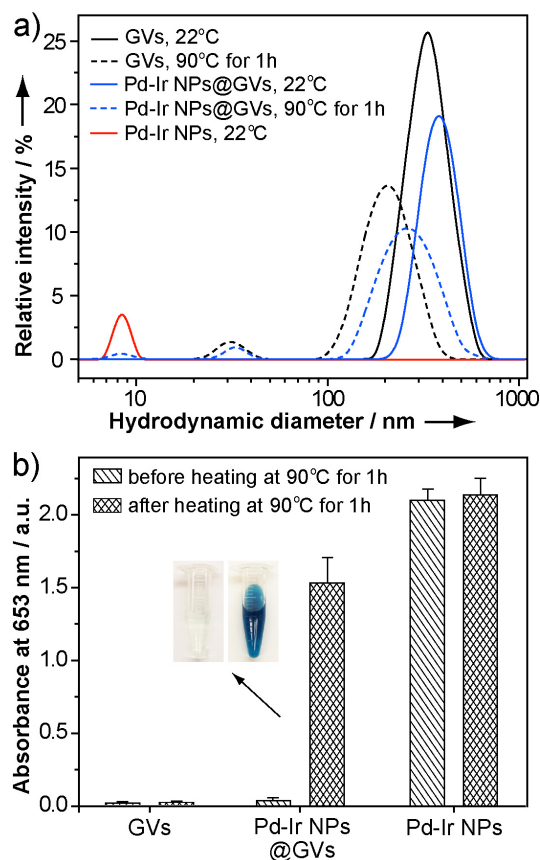 a)
GVs, 22°C
GVs, 90°C for 1h
Pd-Ir NPs@GVs, 22°C
Pd-Ir NPs@GVs, 90°C for 1h
Pd-Ir NPs, 22°C
Relative intensity / %
25
20
15
10
5
0
10
100
1000
Hydrodynamic diameter / nm
b)
before heating at 90°C for 1h
after heating at 90°C for 1h
Absorbance at 653 nm / a.u.
2.0
1.5
1.0
0.5
0.0
GVs
Pd-Ir NPs
@GVs
Pd-Ir NPs